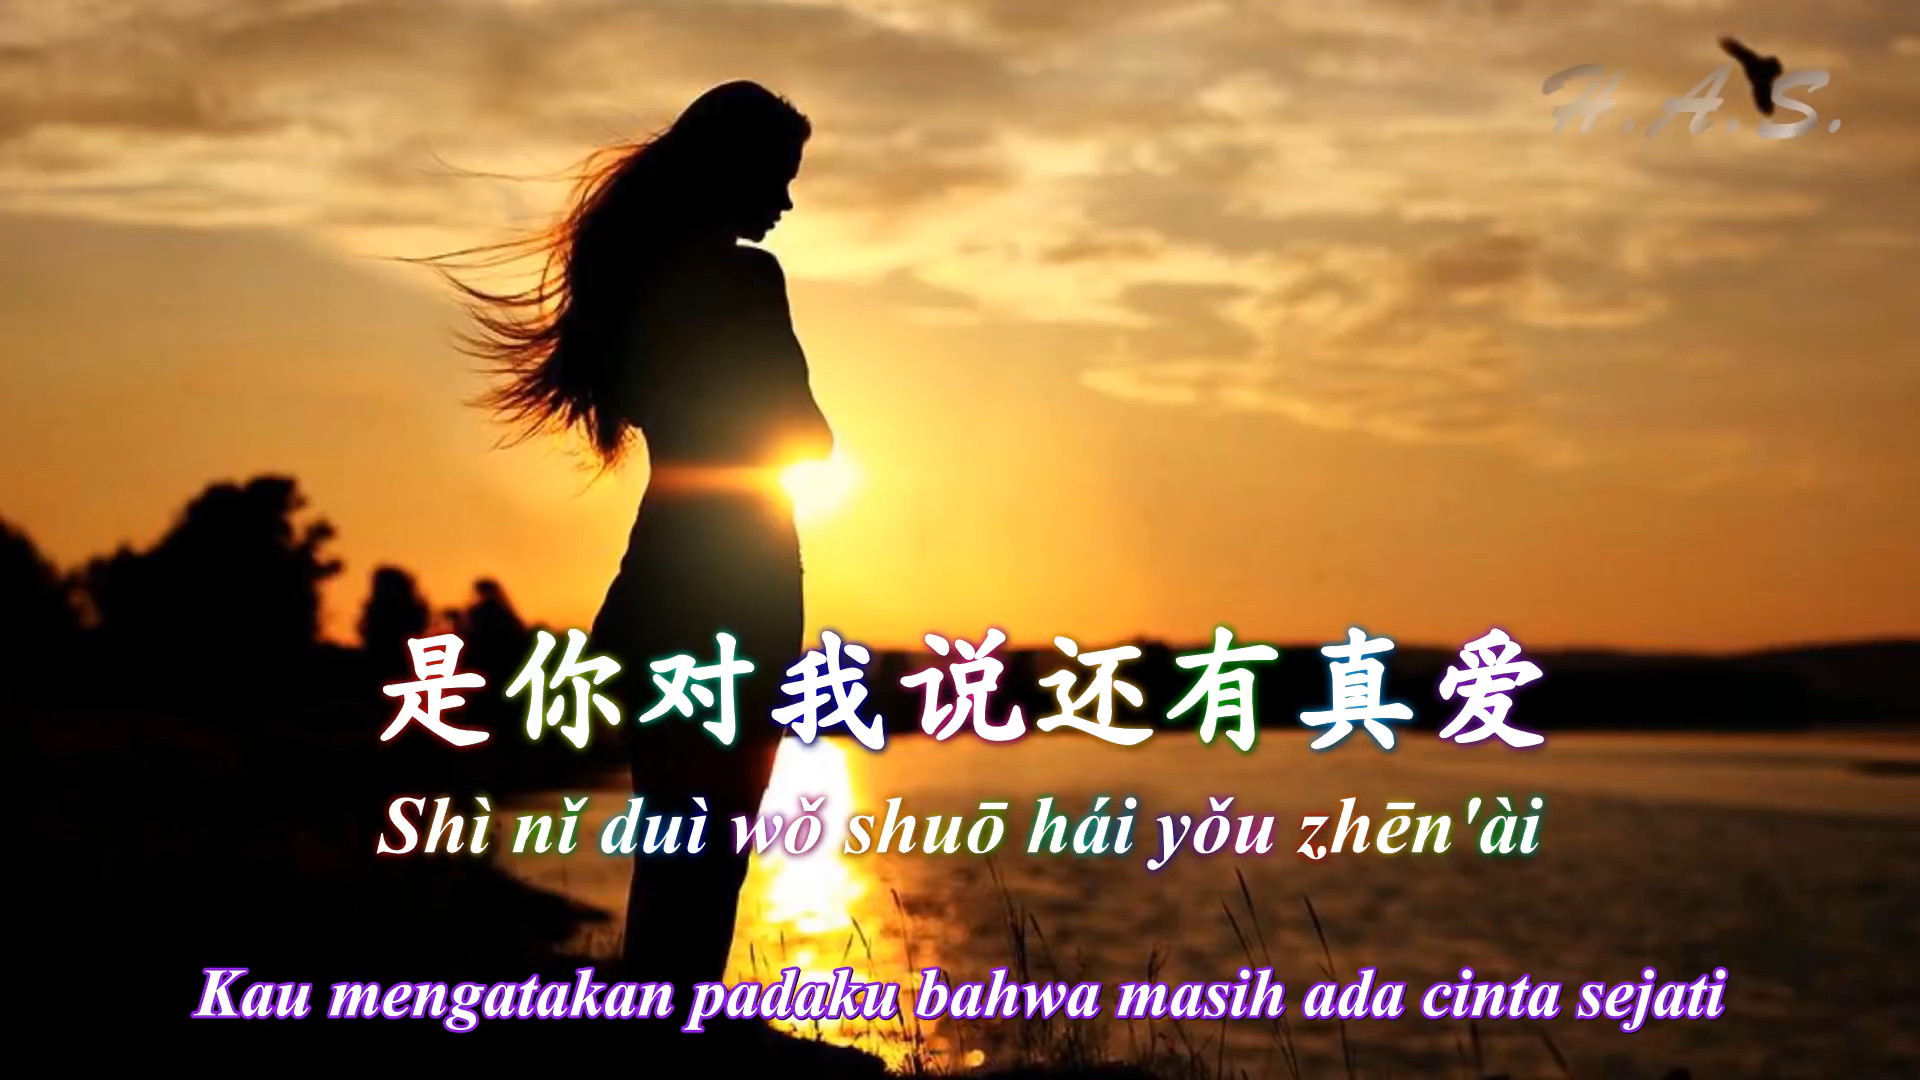 H.A.S.
是你对我说还有真爱
Shì nǐ duì wǒ shuō hái yǒu zhēn'ài
Kau mengatakan padaku bahwa masih ada cinta sejati